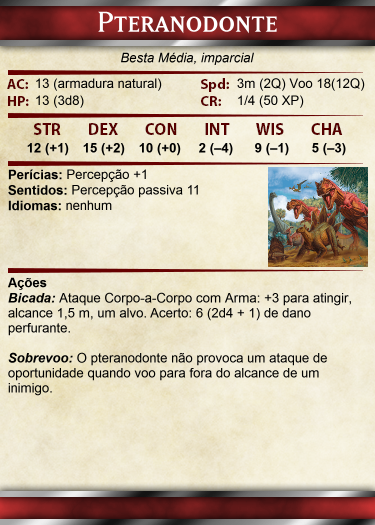 PTERANODONTE
Besta Média, imparcial
AC: 13 (armadura natural) Spd: 3m (2Q) Voo 18(12Q)
HP: 13 (3d8) CR: 1/4 (50 XP)
STR DEX CON INT WIS CHA
12 (+1) 15 (+2) 10 (+0) 2 (–4) 9 (–1) 5 (–3)
Perícias: Percepção +1
Sentidos: Percepção passiva 11
Idiomas: nenhum
Ações
Bicada: Ataque Corpo-a-Corpo com Arma: +3 para atingir,
alcance 1,5 m, um alvo. Acerto: 6 (2d4 + 1) de dano
perfurante.
Sobrevoo: O pteranodonte não provoca um ataque de
oportunidade quando voo para fora do alcance de um
inimigo.